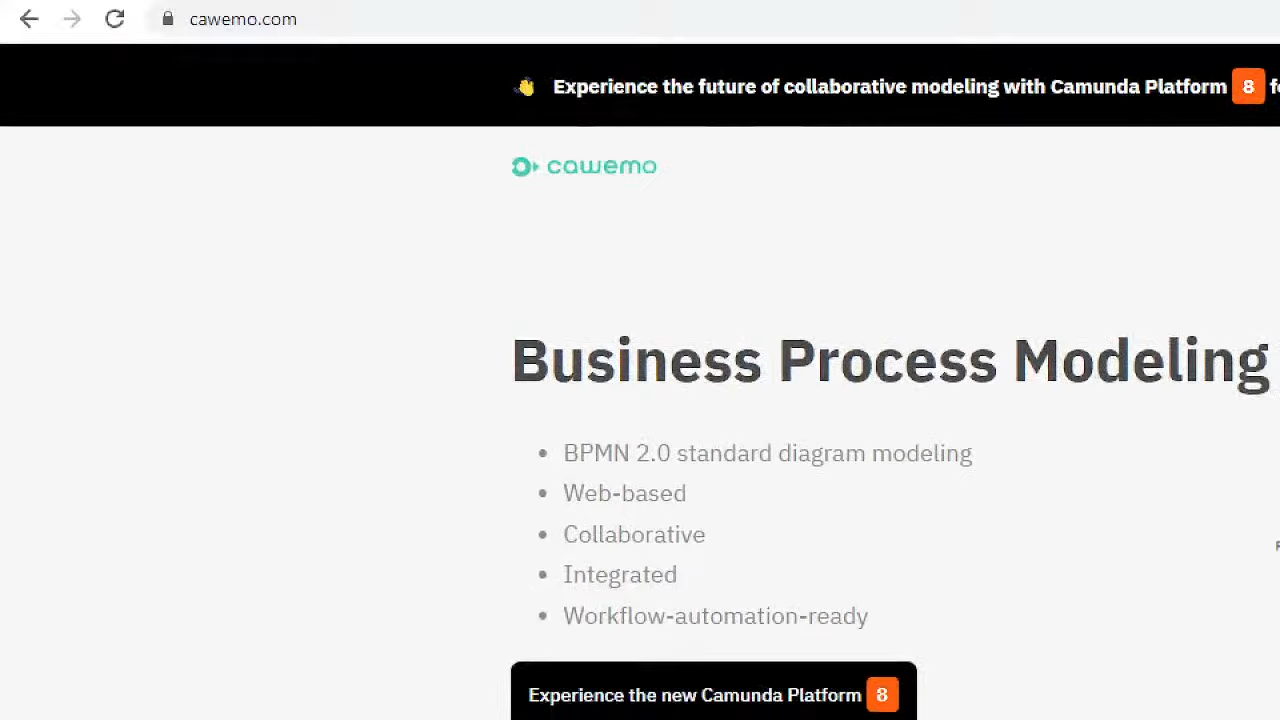 cawemo.com
👋 Experience the future of collaborative modeling with Camunda Platform 8
cawemo
Business Process Modeling
• BPMN 2.0 standard diagram modeling
• Web-based
• Collaborative
• Integrated
• Workflow-automation-ready
Experience the new Camunda Platform 8